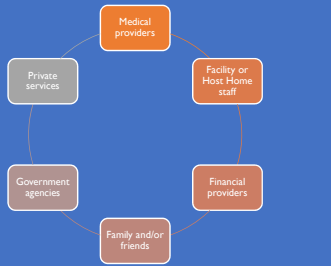 Medical
providers
Facility or
Host Home
staff
Financial
providers
Family and/or
friends
Government
agencies
Private
services